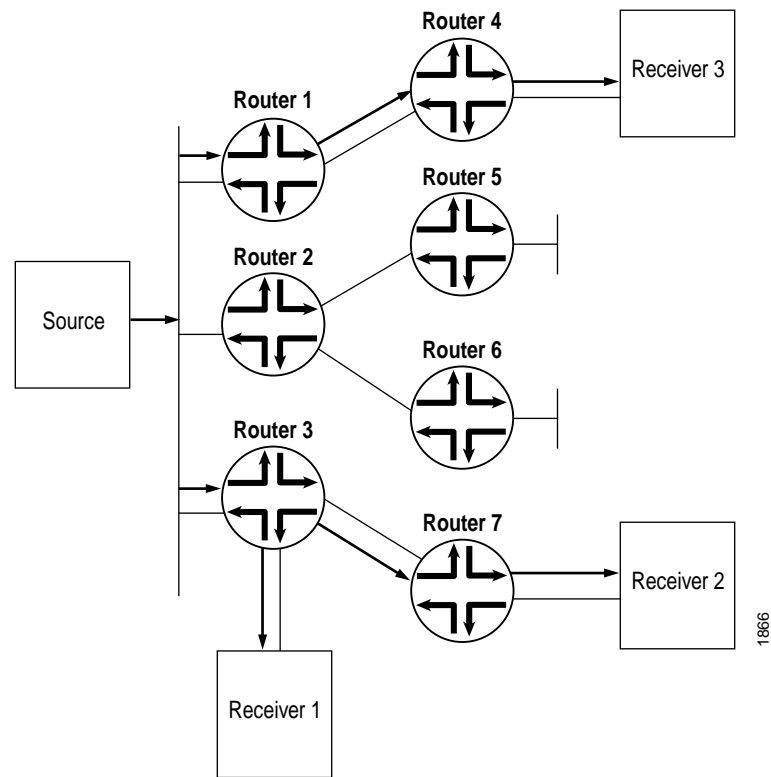 Router 4
Receiver 3
Router 1
Router 5
Router 2
Source
Router 6
Router 3
Router 7
Receiver 2
1866
Receiver 1